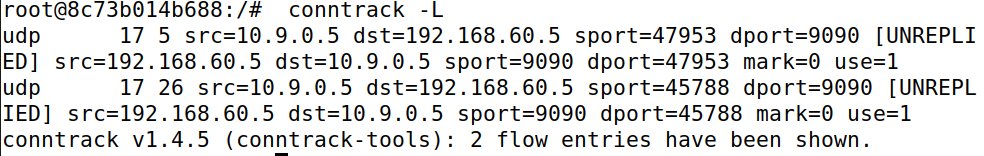 root@8c73b014b688:/#  conntrack -L
udp      17 5 src=10.9.0.5 dst=192.168.60.5 sport=47953 dport=9090 [UNREPLI
ED] src=192.168.60.5 dst=10.9.0.5 sport=9090 dport=47953 mark=0 use=1
udp      17 26 src=10.9.0.5 dst=192.168.60.5 sport=45788 dport=9090 [UNREPL
IED] src=192.168.60.5 dst=10.9.0.5 sport=9090 dport=45788 mark=0 use=1
conntrack v1.4.5 (conntrack-tools): 2 flow entries have been shown.